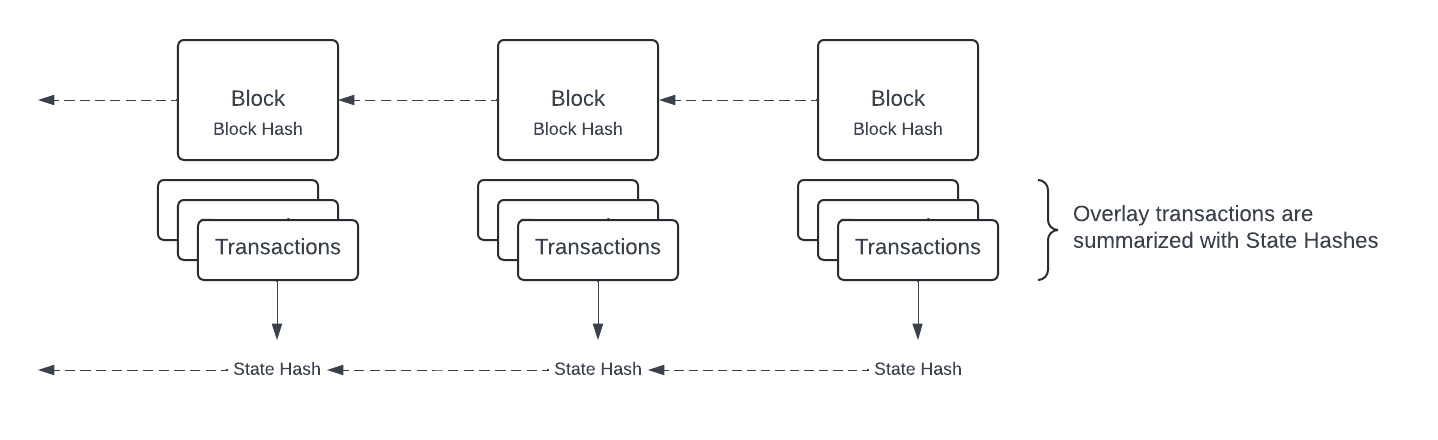 Block
Block Hash
Block
Block Hash
Block
Block Hash
Transactions
Transactions
Transactions
Overlay transactions are
summarized with State Hashes
State Hash
State Hash
State Hash